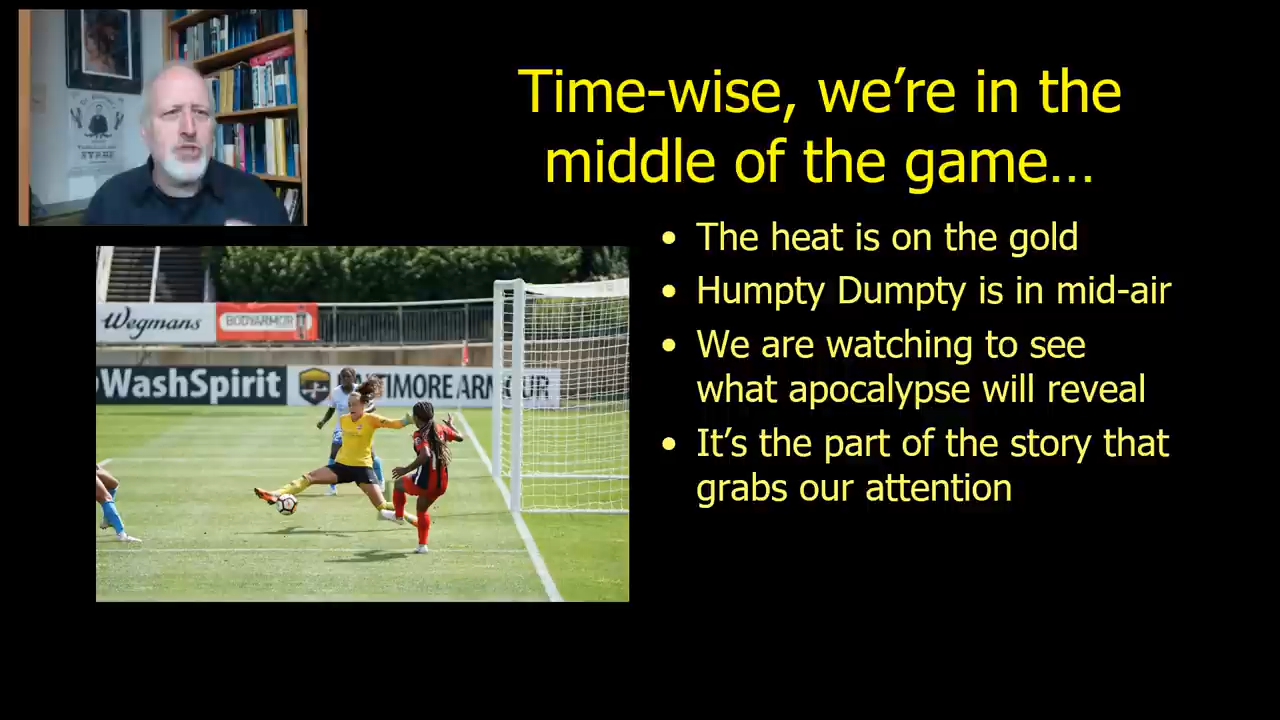 Time-wise, we’re in the
middle of the game…
• The heat is on the gold
• Humpty Dumpty is in mid-air
• We are watching to see
what apocalypse will reveal
• It’s the part of the story that
grabs our attention
Wegmans
BODYARMOR
WashSpirit
TIMORE ARMOUR